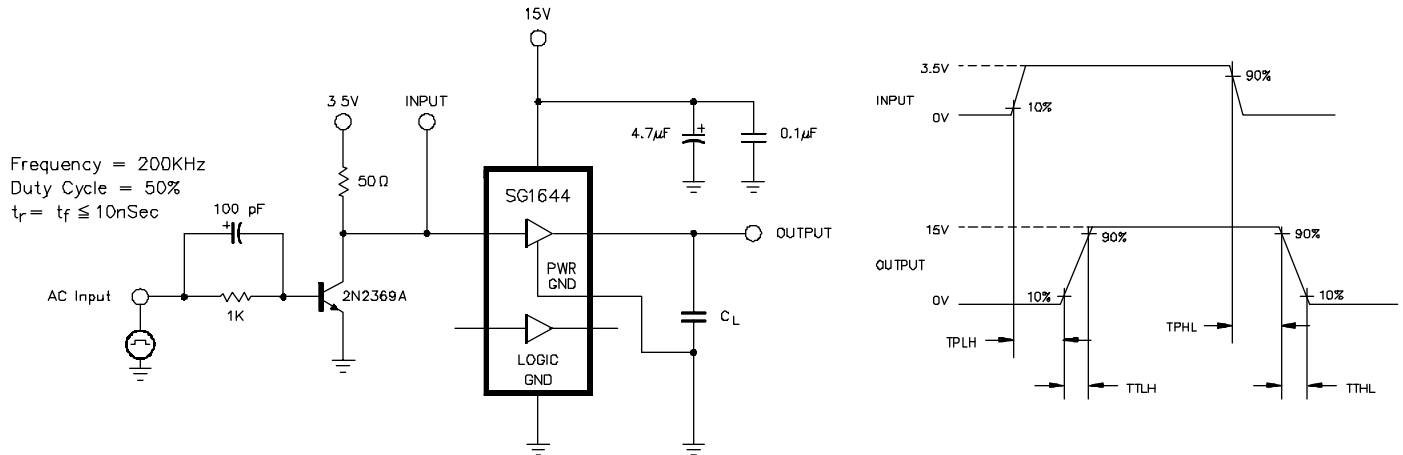 15V
3.5V
INPUT
4.7µF
+
0.1µF
Frequency = 200KHz
Duty Cycle = 50%
tr = tf ≦ 10nSec
50Ω
SG1644
100 pF
+
OUTPUT
AC Input
1K
2N2369A
PWR
GND
CL
LOGIC
GND
3.5V
90%
INPUT
10%
0V
15V
90%
90%
OUTPUT
10%
10%
0V
TPLH
TPHL
TTLH
TTHL